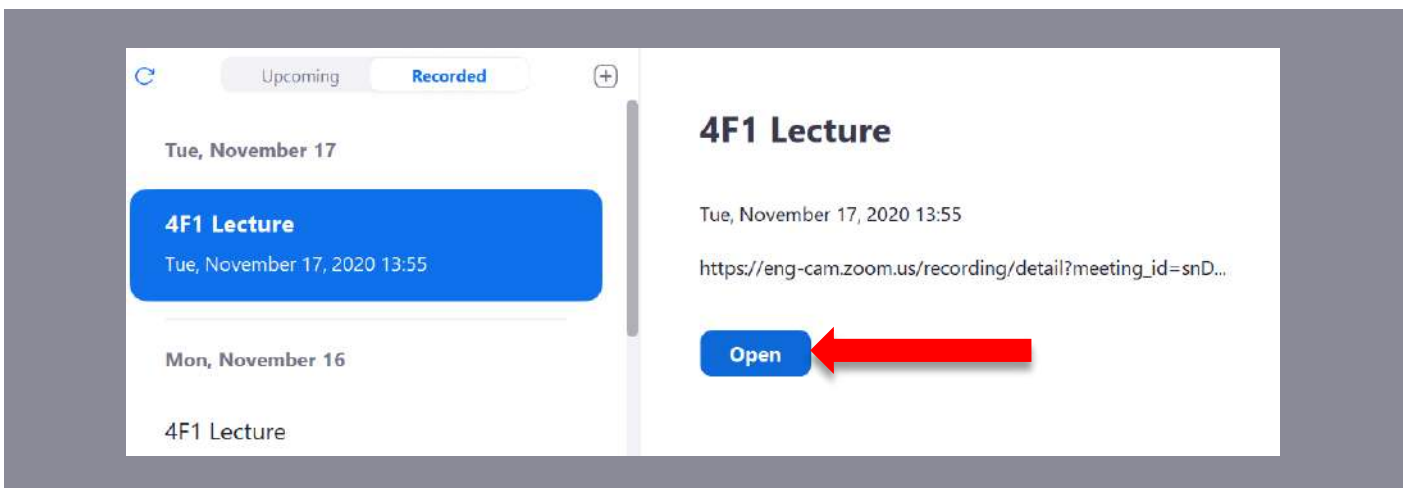 Upcoming Recorded
Tue, November 17
4F1 Lecture
Tue, November 17, 2020 13:55
Mon, November 16
4F1 Lecture
4F1 Lecture
Tue, November 17, 2020 13:55
https://eng-cam.zoom.us/recording/detail?meeting_id=snD...
Open